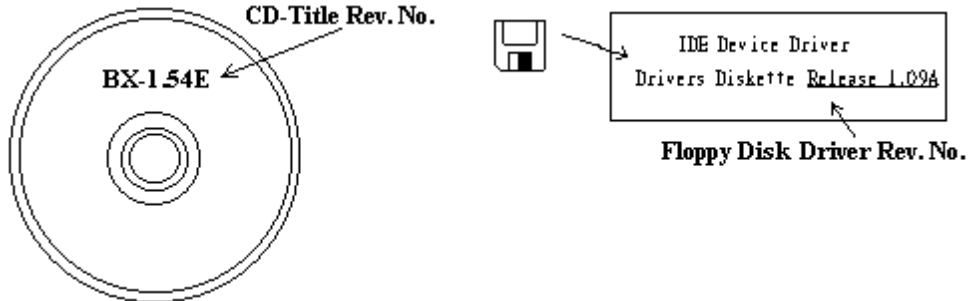 CD-Title Rev. No.
BX-1.54E
IDE Device Driver
Drivers Diskette Release 1.09A
Floppy Disk Driver Rev. No.